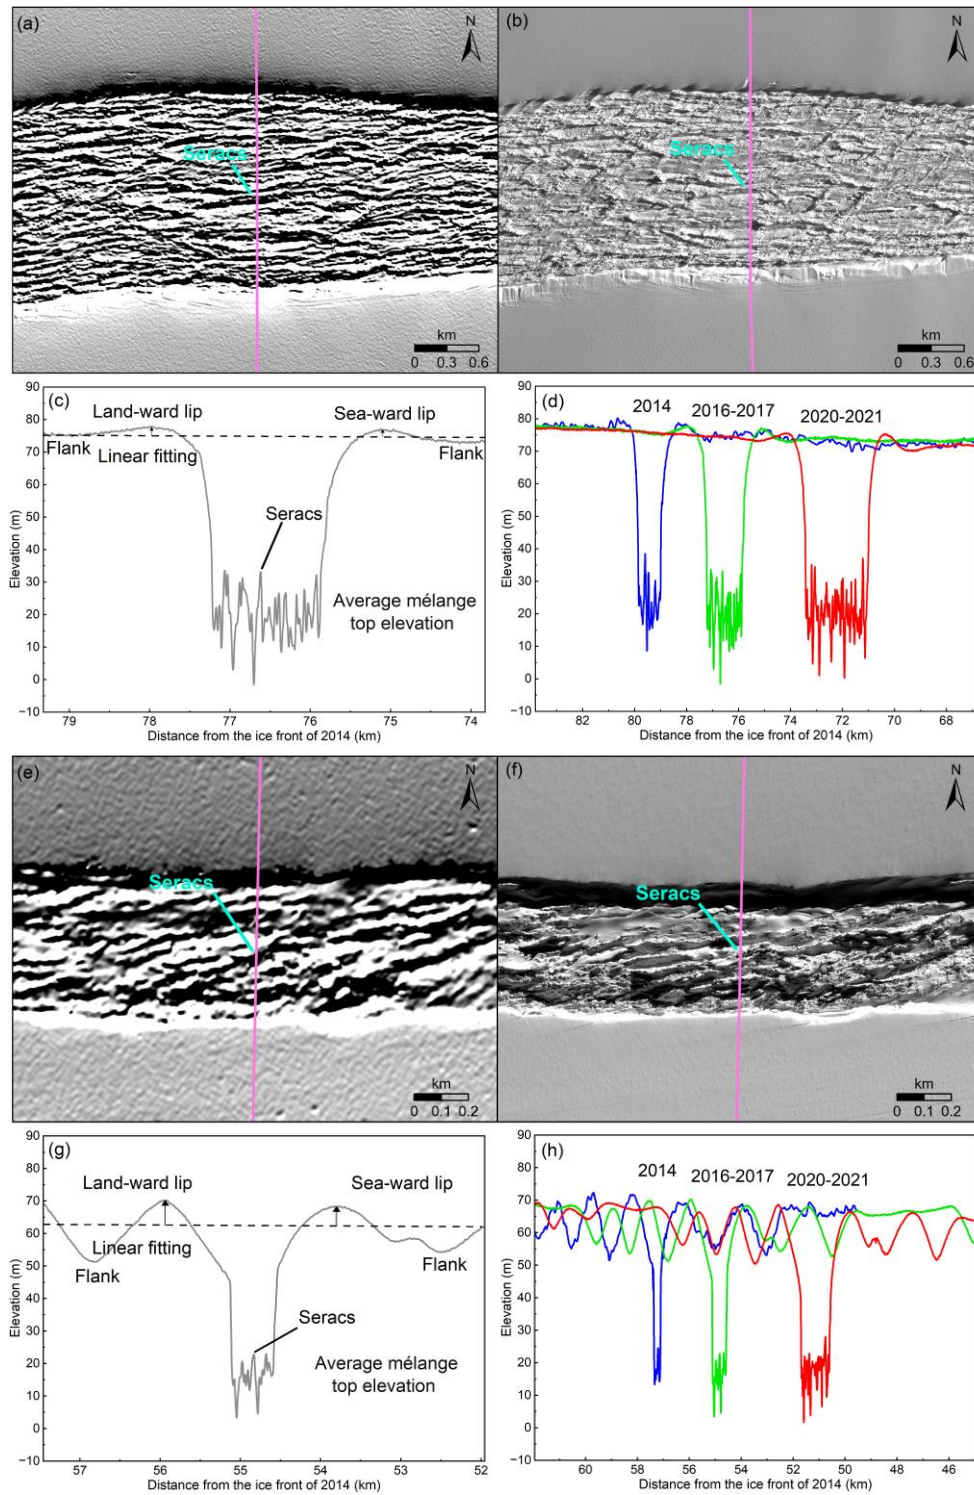 (a)
N
Seracs
km
0 0.3 0.6
(b)
N
Seracs
km
0 0.3 0.6
(c)
Land-ward lip
Sea-ward lip
Flank
Linear fitting
Flank
Seracs
Average mélange
top elevation
Elevation (m)
90
80
70
60
50
40
30
20
10
0
−10
79 78 77 76 75 74
Distance from the ice front of 2014 (km)
(d)
2014
2016-2017
2020-2021
Elevation (m)
90
80
70
60
50
40
30
20
10
0
−10
82 80 78 76 74 72 70 68
Distance from the ice front of 2014 (km)
(e)
N
Seracs
km
0 0.1 0.2
(f)
N
Seracs
km
0 0.1 0.2
(g)
Land-ward lip
Sea-ward lip
Linear fitting
Flank
Flank
Seracs
Average mélange
top elevation
Elevation (m)
90
80
70
60
50
40
30
20
10
0
−10
57 56 55 54 53 52
Distance from the ice front of 2014 (km)
(h)
2014
2016-2017
2020-2021
Elevation (m)
90
80
70
60
50
40
30
20
10
0
−10
60 58 56 54 52 50 48 46
Distance from the ice front of 2014 (km)